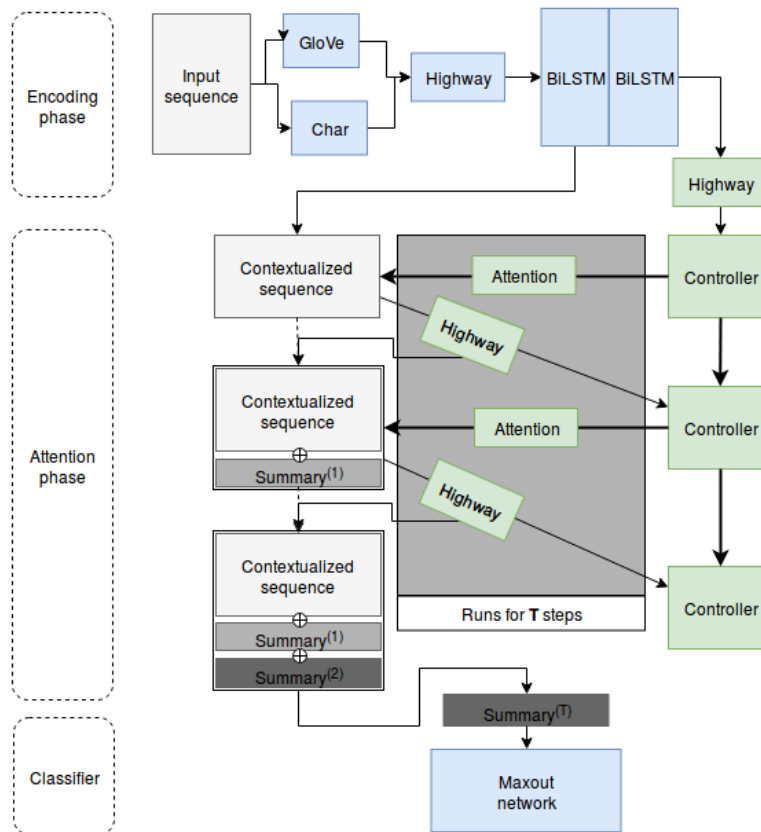 Encoding
phase
Input
sequence
GloVe
Char
Highway
BiLSTM
BiLSTM
Highway
Attention
phase
Contextualized
sequence
Attention
Controller
Highway
Contextualized
sequence
Summary(1)
Attention
Controller
Highway
Contextualized
sequence
Summary(1)
Summary(2)
Runs for T steps
Controller
Classifier
Summary(T)
Maxout
network